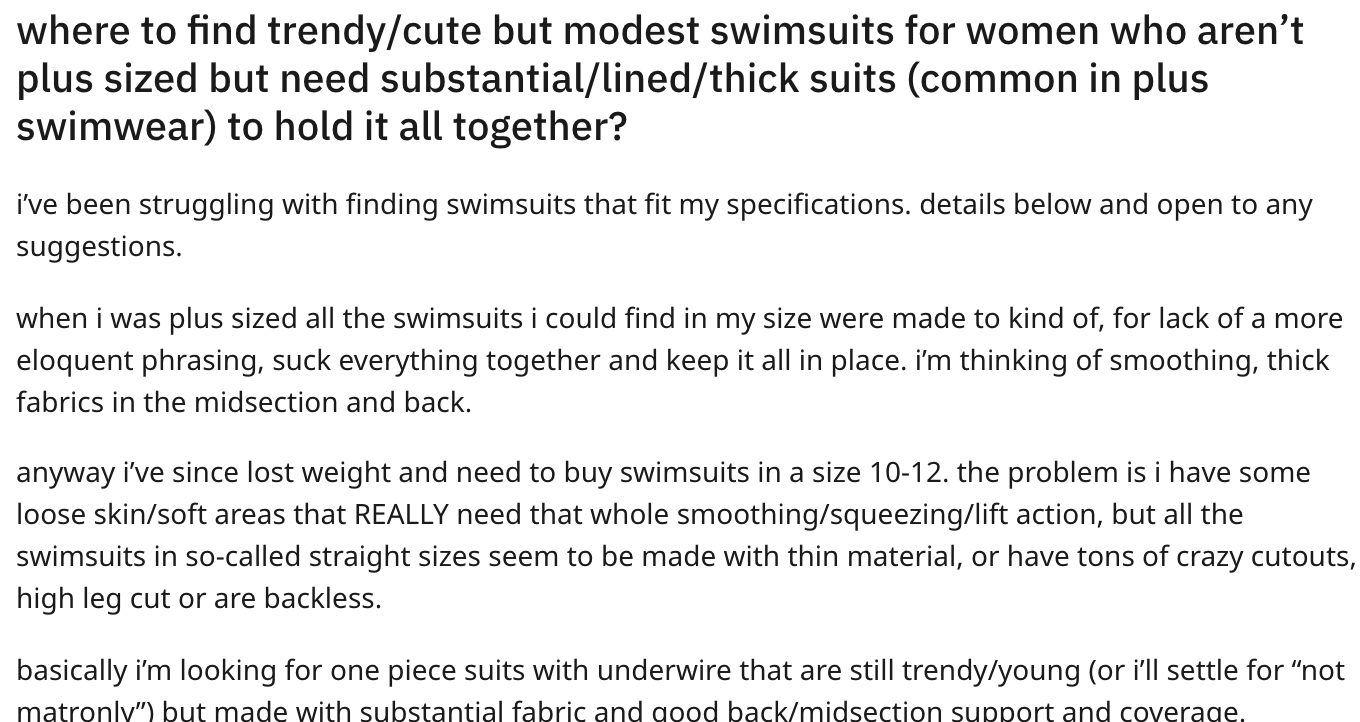 where to find trendy/cute but modest swimsuits for women who aren’t
plus sized but need substantial/lined/thick suits (common in plus
swimwear) to hold it all together?
i’ve been struggling with finding swimsuits that fit my specifications. details below and open to any
suggestions.
when i was plus sized all the swimsuits i could find in my size were made to kind of, for lack of a more
eloquent phrasing, suck everything together and keep it all in place. i’m thinking of smoothing, thick
fabrics in the midsection and back.
anyway i’ve since lost weight and need to buy swimsuits in a size 10-12. the problem is i have some
loose skin/soft areas that REALLY need that whole smoothing/squeezing/lift action, but all the
swimsuits in so-called straight sizes seem to be made with thin material, or have tons of crazy cutouts,
high leg cut or are backless.
basically i’m looking for one piece suits with underwire that are still trendy/young (or i’ll settle for “not
matronly”) but made with substantial fabric and good back/midsection support and coverage.